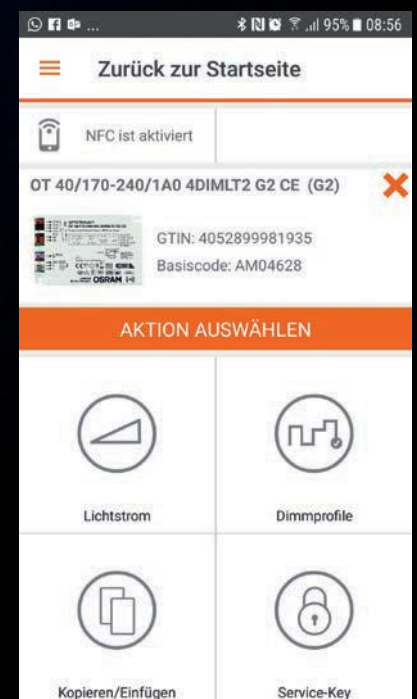 ... 95% 08:56
Zurück zur Startseite
NFC ist aktiviert
OT 40/170-240/1A0 4DIMLT2 G2 CE (G2)
GTIN: 4052899981935
Basiscode: AM04628
OSRAM
AKTION AUSWÄHLEN
Lichtstrom
Dimmprofile
Kopieren/Einfügen
Service-Key